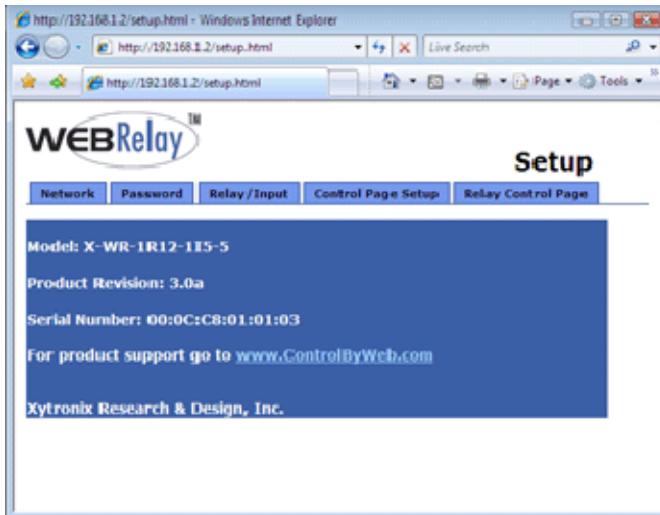 http://192.168.1.2/setup.html - Windows Internet Explorer
http://192.168.1.2/setup.html
Live Search
http://192.168.1.2/setup.html
Page
Tools
WEBRelay™
Setup
Network
Password
Relay/Input
Control Page Setup
Relay Control Page
Model: X-WR-1R12-1I5-5
Product Revision: 3.0a
Serial Number: 00:0C:C8:01:01:03
For product support go to www.ControlByWeb.com
Xytronix Research & Design, Inc.